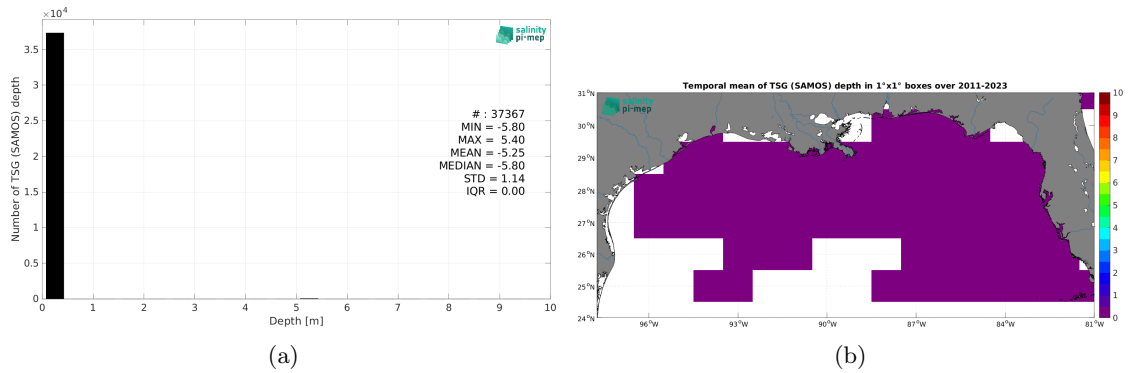 ×10⁴
salinity
pi-mep
3.5
3
2.5
2
1.5
1
0.5
0
Number of TSG (SAMOS) depth
# : 37367
MIN = -5.80
MAX = 5.40
MEAN = -5.25
MEDIAN = -5.80
STD = 1.14
IQR = 0.00
0 1 2 3 4 5 6 7 8 9 10
Depth [m]
(a)
Temporal mean of TSG (SAMOS) depth in 1°x1° boxes over 2011-2023
salinity
pi-mep
31°N
30°N
29°N
28°N
27°N
26°N
25°N
24°N
96°W 93°W 90°W 87°W 84°W 81°W
10
9
8
7
6
5
4
3
2
1
0
(b)